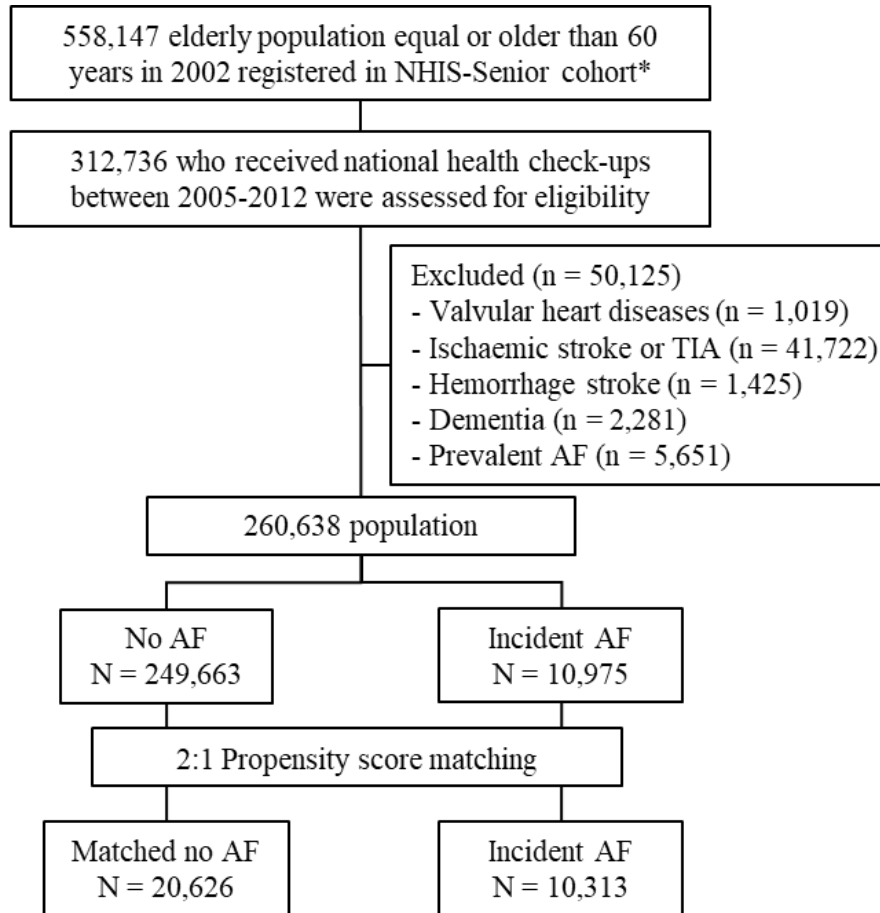 558,147 elderly population equal or older than 60
years in 2002 registered in NHIS-Senior cohort*
312,736 who received national health check-ups
between 2005-2012 were assessed for eligibility
Excluded (n = 50,125)
- Valvular heart diseases (n = 1,019)
- Ischaemic stroke or TIA (n = 41,722)
- Hemorrhage stroke (n = 1,425)
- Dementia (n = 2,281)
- Prevalent AF (n = 5,651)
260,638 population
No AF
N = 249,663
Incident AF
N = 10,975
2:1 Propensity score matching
Matched no AF
N = 20,626
Incident AF
N = 10,313